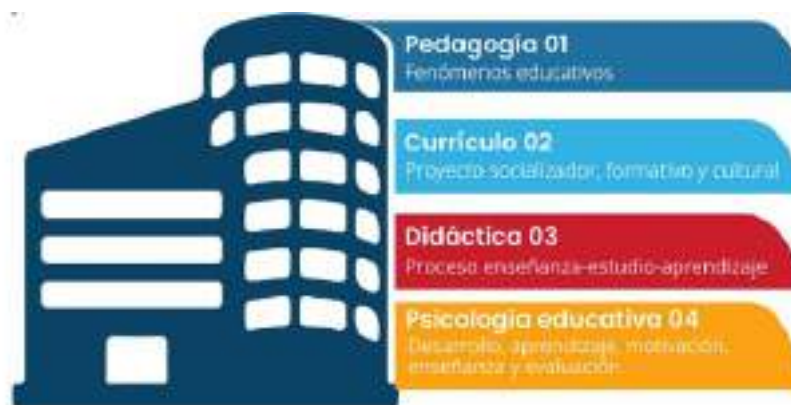 Pedagogía 01
Fenómenos educativos
Currículo 02
Proyecto socializador, formativo y cultural
Didáctica 03
Proceso enseñanza-estudio-aprendizaje
Psicología educativa 04
Desarrollo, aprendizaje, motivación,
enseñanza y evaluación